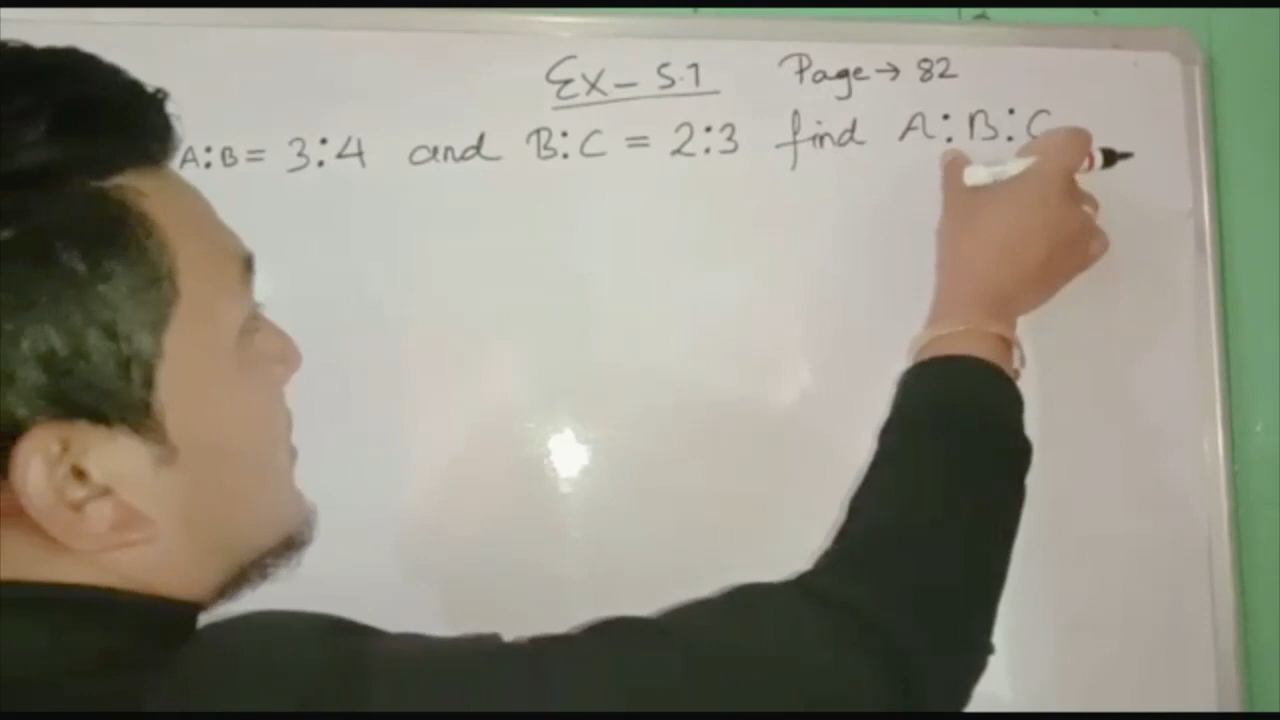 Ex - 5.1 Page → 82
A:B = 3:4 and B:C = 2:3 find A:B:C